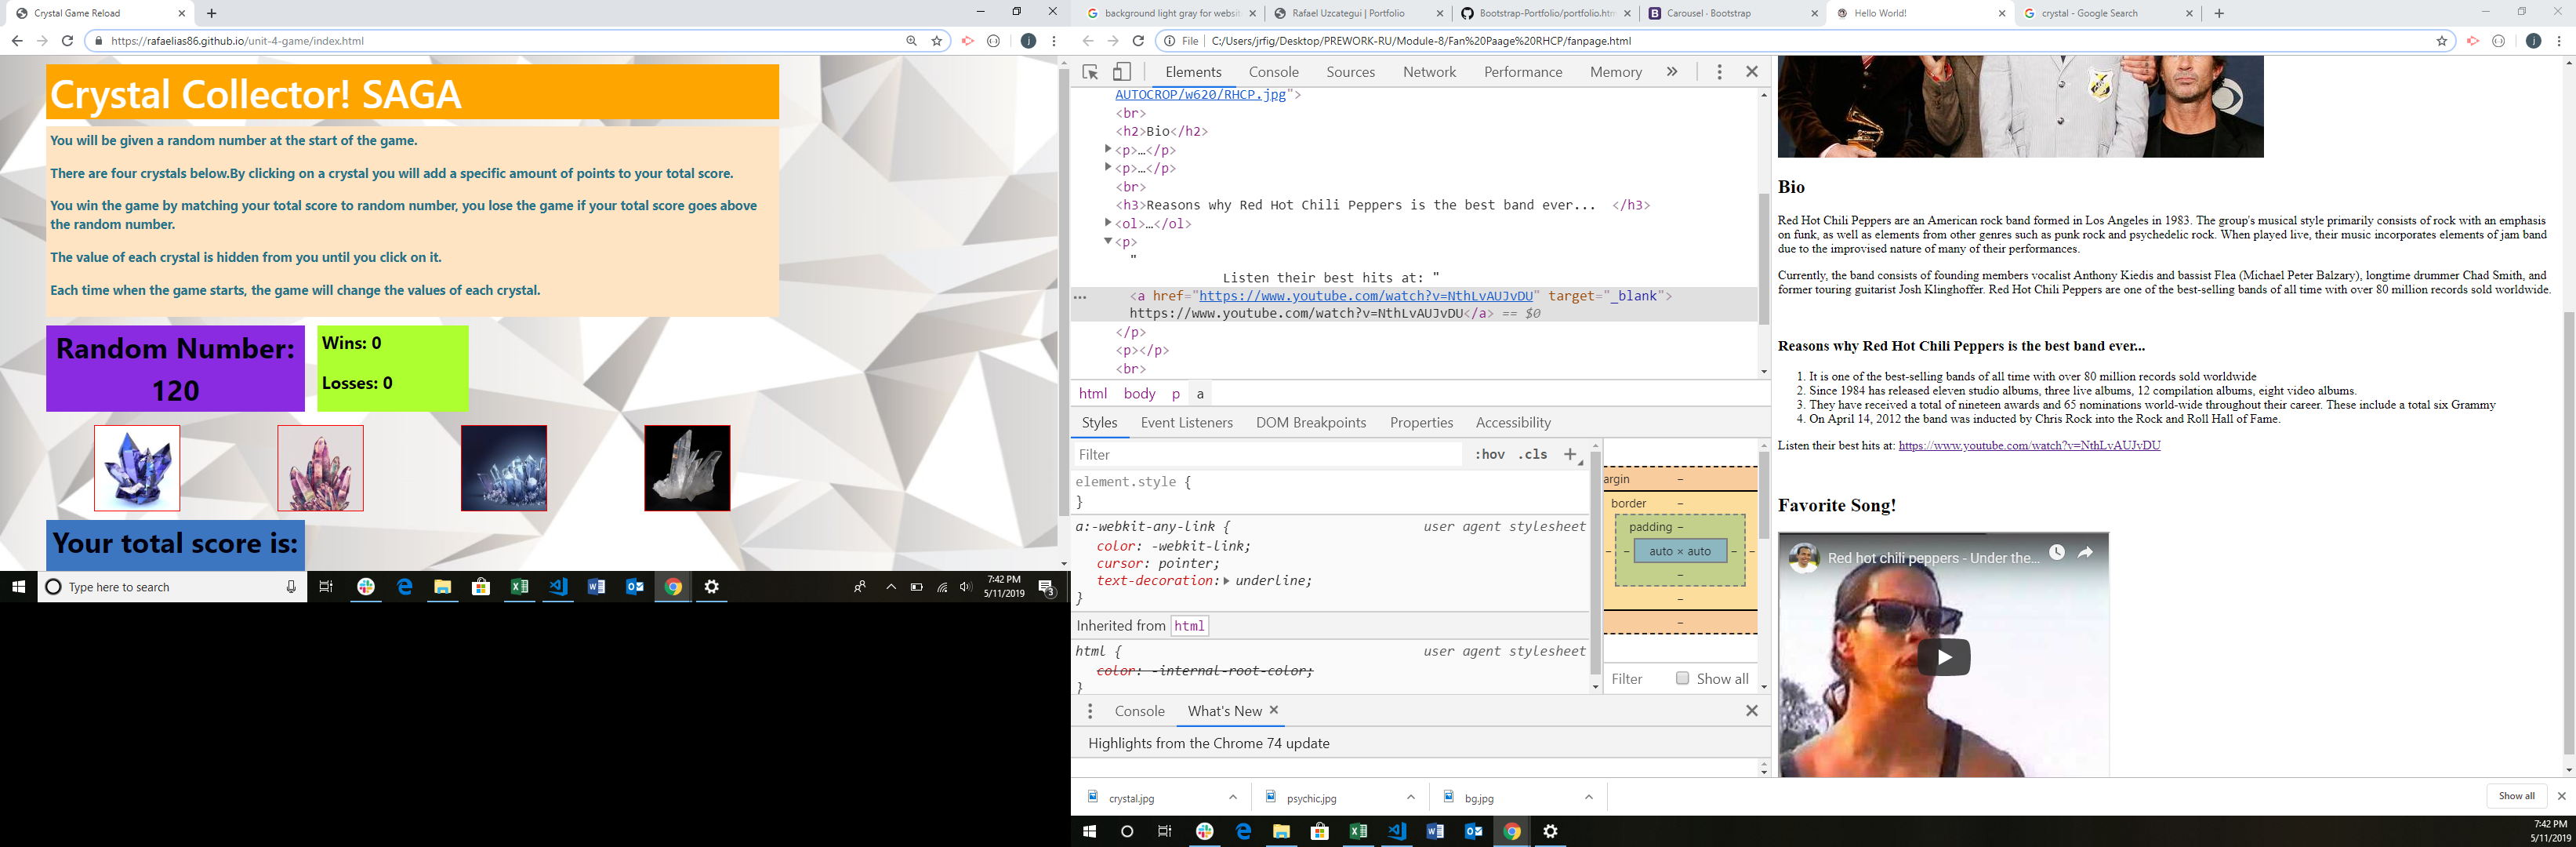 Crystal Game Reload
https://rafaelias86.github.io/unit-4-game/index.html
j
Crystal Collector! SAGA
You will be given a random number at the start of the game.
There are four crystals below.By clicking on a crystal you will add a specific amount of points to your total score.
You win the game by matching your total score to random number, you lose the game if your total score goes above
the random number.
The value of each crystal is hidden from you until you click on it.
Each time when the game starts, the game will change the values of each crystal.
Random Number:
120
Wins: 0
Losses: 0
Your total score is:
Type here to search
7:42 PM
5/11/2019
3
background light gray for websit
Rafael Uzcategui | Portfolio
Bootstrap-Portfolio/portfolio.htm
Carousel · Bootstrap
Hello World!
crystal - Google Search
File
C:/Users/jrfig/Desktop/PREWORK-RU/Module-8/Fan%20Paage%20RHCP/fanpage.html
j
Elements Console Sources Network Performance Memory »
AUTOCROP/w620/RHCP.jpg">
<br>
<h2>Bio</h2>
<p>…</p>
<p>…</p>
<br>
<h3>Reasons why Red Hot Chili Peppers is the best band ever... </h3>
<ol>…</ol>
<p>
"
Listen their best hits at: "
<a href="https://www.youtube.com/watch?v=NthLvAUJvDU" target="_blank">
https://www.youtube.com/watch?v=NthLvAUJvDU</a> == $0
</p>
<p></p>
<br>
html body p a
Styles Event Listeners DOM Breakpoints Properties Accessibility
Filter :hov .cls +
element.style {
}
a:-webkit-any-link { user agent stylesheet
color: -webkit-link;
cursor: pointer;
text-decoration: underline;
}
Inherited from html
html { user agent stylesheet
color: -internal-root-color;
}
argin –
border –
padding –
– – auto × auto – –
–
–
–
Filter Show all
Console What's New
Highlights from the Chrome 74 update
Bio
Red Hot Chili Peppers are an American rock band formed in Los Angeles in 1983. The group's musical style primarily consists of rock with an emphasis
on funk, as well as elements from other genres such as punk rock and psychedelic rock. When played live, their music incorporates elements of jam band
due to the improvised nature of many of their performances.
Currently, the band consists of founding members vocalist Anthony Kiedis and bassist Flea (Michael Peter Balzary), longtime drummer Chad Smith, and
former touring guitarist Josh Klinghoffer. Red Hot Chili Peppers are one of the best-selling bands of all time with over 80 million records sold worldwide.
Reasons why Red Hot Chili Peppers is the best band ever...
1. It is one of the best-selling bands of all time with over 80 million records sold worldwide
2. Since 1984 has released eleven studio albums, three live albums, 12 compilation albums, eight video albums.
3. They have received a total of nineteen awards and 65 nominations world-wide throughout their career. These include a total six Grammy
4. On April 14, 2012 the band was inducted by Chris Rock into the Rock and Roll Hall of Fame.
Listen their best hits at: https://www.youtube.com/watch?v=NthLvAUJvDU
Favorite Song!
Red hot chili peppers - Under the...
crystal.jpg
psychic.jpg
bg.jpg
Show all
7:42 PM
5/11/2019